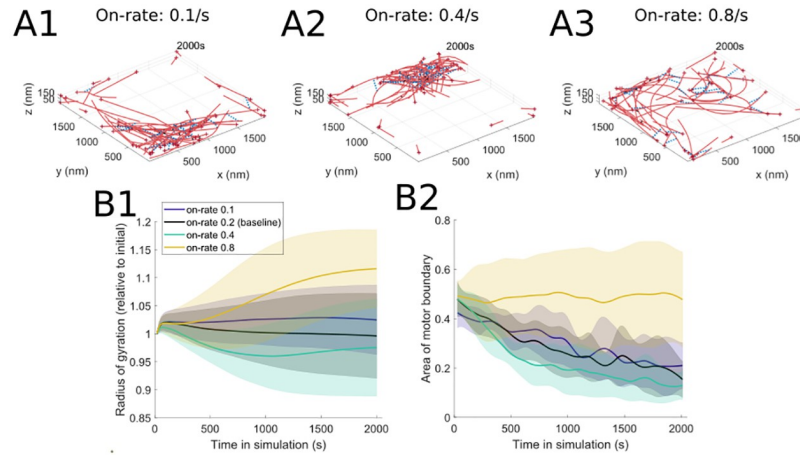 A1 On-rate: 0.1/s
2000s
z (nm)
150
50
1500
1000
500
y (nm)
500
1000
1500
x (nm)
A2 On-rate: 0.4/s
2000s
z (nm)
150
50
1500
1000
500
y (nm)
500
1000
1500
x (nm)
A3 On-rate: 0.8/s
2000s
z (nm)
150
50
1500
1000
500
y (nm)
500
1000
150
x (nm)
B1
on-rate 0.1
on-rate 0.2 (baseline)
on-rate 0.4
on-rate 0.8
Radius of gyration (relative to initial)
1.2
1.15
1.1
1.05
1
0.95
0.9
0.85
0 500 1000 1500 2000
Time in simulation (s)
B2
Area of motor boundary
0.8
0.6
0.4
0.2
0
0 500 1000 1500 2000
Time in simulation (s)